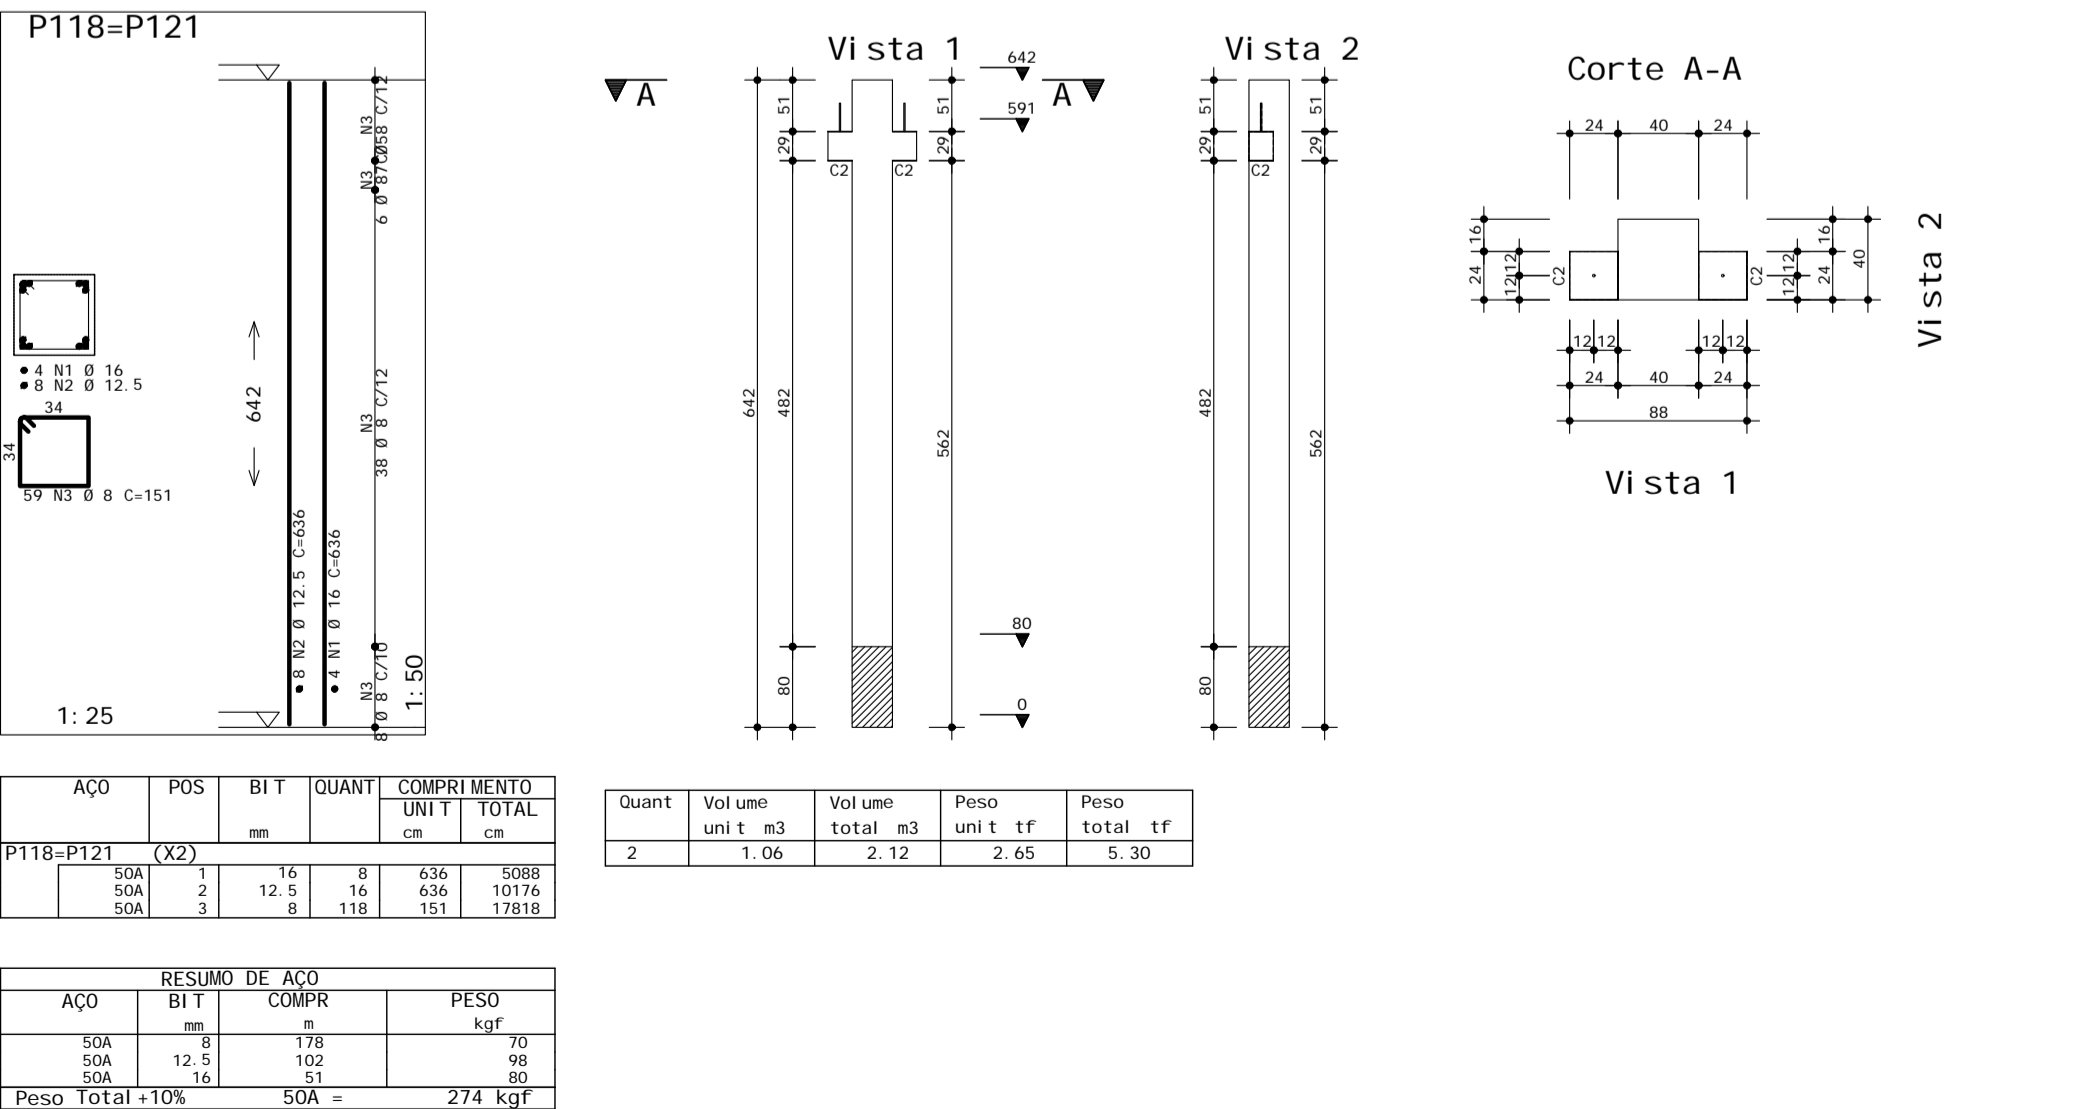 P118=P121
N3
5 Ø 8 C/12
N3
6 Ø 8
N3
38 Ø 8 C/12
N3
8 Ø 8 C/10
642
4 N1 Ø 16
8 N2 Ø 12.5
34
34
59 N3 Ø 8 C=151
8 N2 Ø 12.5 C=636
4 N1 Ø 16 C=636
1:25
1:50
Vista 1
A
A
642
591
80
0
51
29
482
80
642
51
29
562
C2
C2
Vista 2
51
29
482
80
51
29
562
C2
Corte A-A
24 40 24
16
24
12
12
C2
C2
12
12
16
24
40
12 12
12 12
24 40 24
88
Vista 1
Vista 2
AÇO POS BIT QUANT COMPRIMENTO
UNIT TOTAL
mm cm cm
P118=P121 (X2)
50A 1 16 8 636 5088
50A 2 12.5 16 636 10176
50A 3 8 118 151 17818
Quant Volume Volume Peso Peso
unit m3 total m3 unit tf total tf
2 1.06 2.12 2.65 5.30
RESUMO DE AÇO
AÇO BIT COMPR PESO
mm m kgf
50A 8 178 70
50A 12.5 102 98
50A 16 51 80
Peso Total+10% 50A = 274 kgf